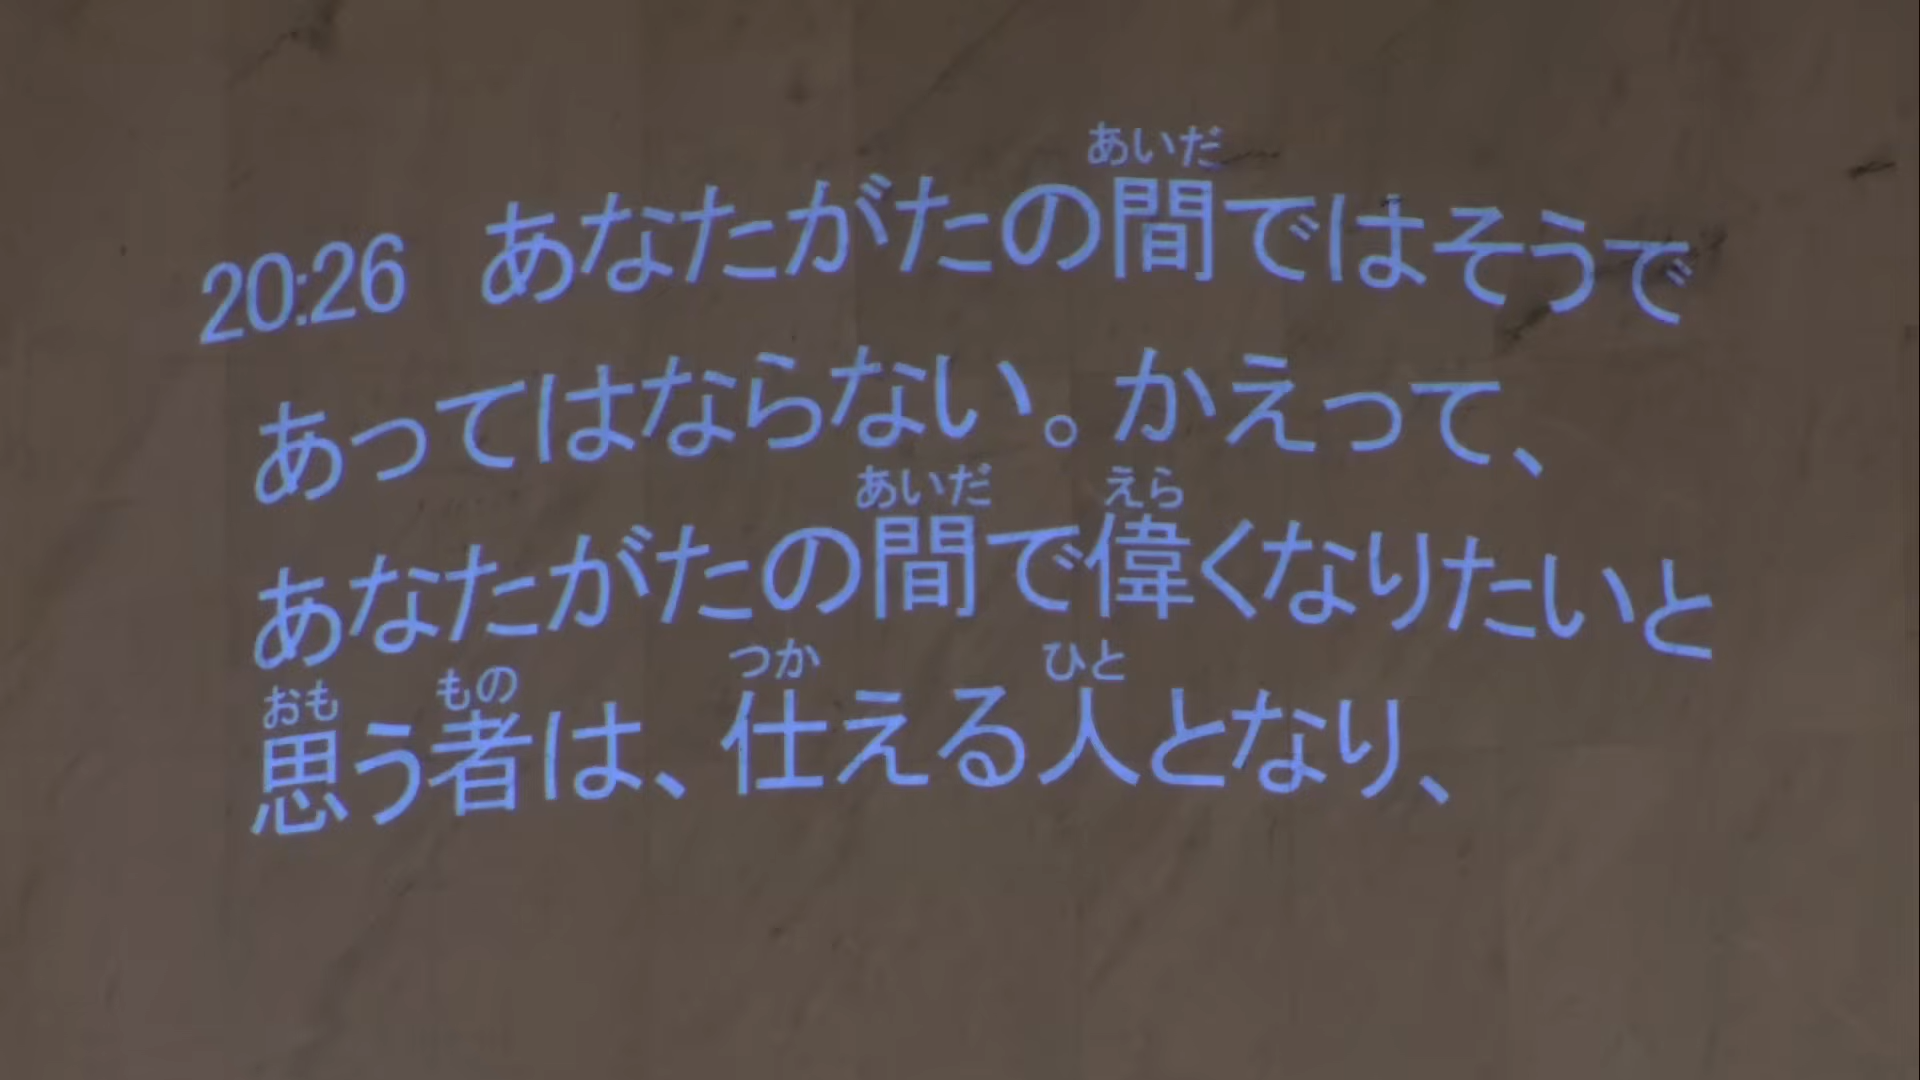 あいだ
20:26 あなたがたの間ではそうで
あってはならない。かえって、
あいだ えら
あなたがたの間で偉くなりたいと
おも もの つか ひと
思う者は、仕える人となり、